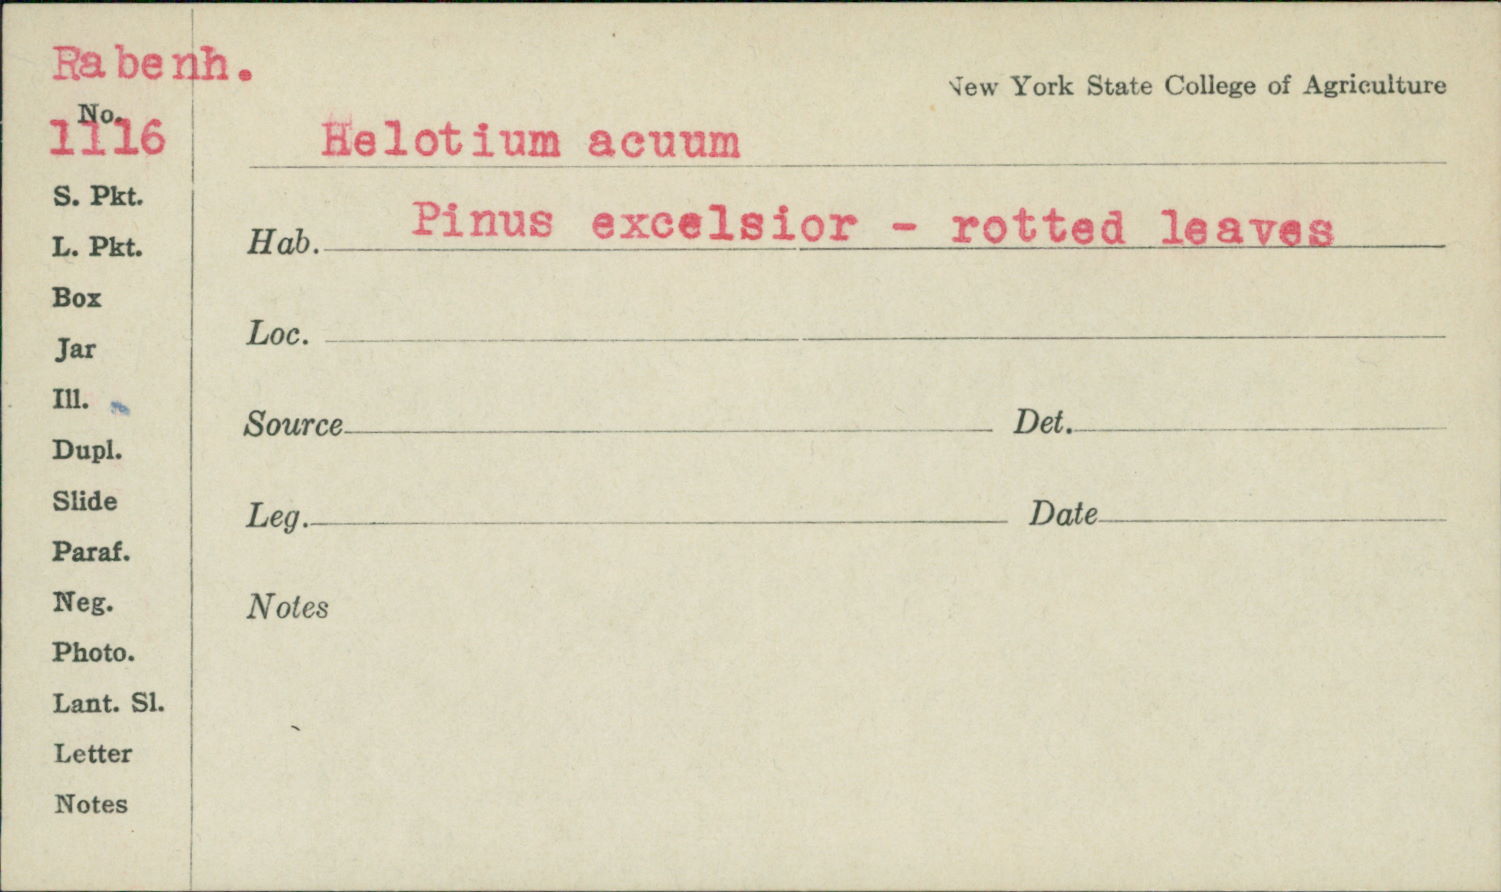 Rabenh.
New York State College of Agriculture
No.
1116
Helotium acuum
S. Pkt.
Hab. Pinus excelsior - rotted leaves
L. Pkt.
Box
Loc.
Jar
Ill.
Source Det.
Dupl.
Slide
Leg. Date
Paraf.
Neg.
Notes
Photo.
Lant. Sl.
Letter
Notes